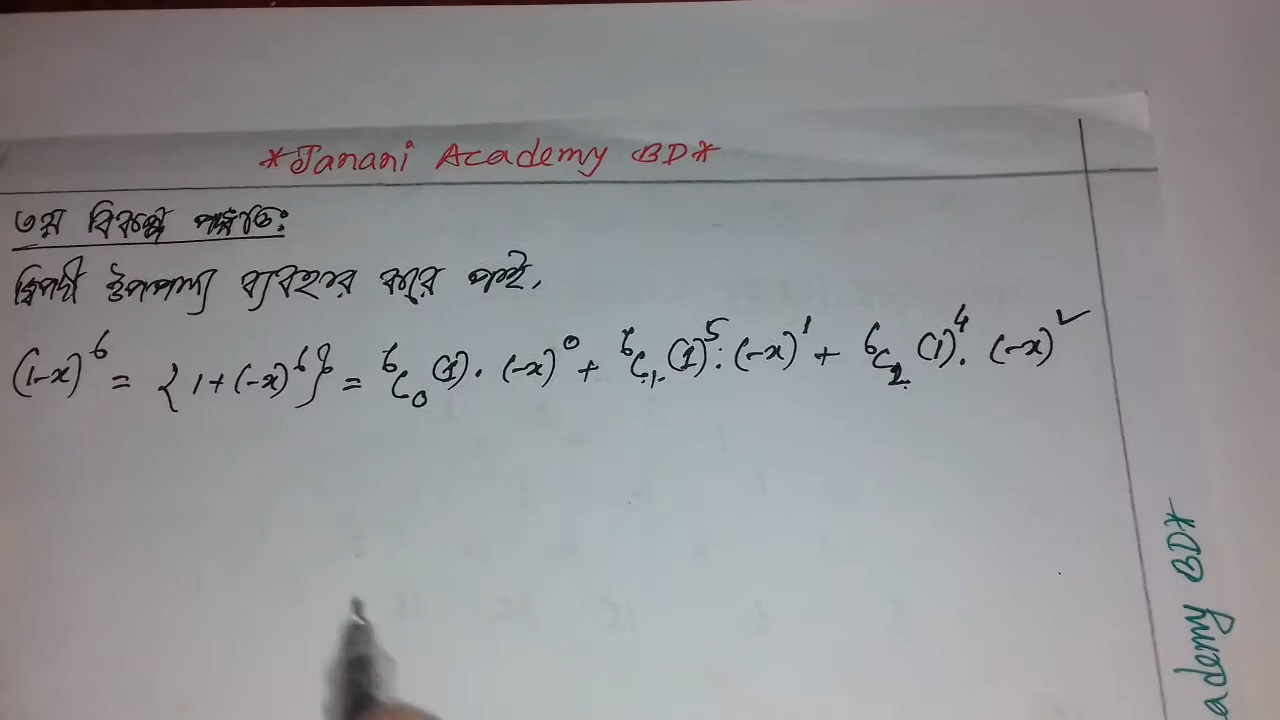 *Janani Academy BD*
৩য় বিকল্প পদ্ধতি:
দ্বিপদী উপপাদ্য ব্যবহার করে পাই,
(1-x)⁶ = {1+(-x)⁶}⁶ = ⁶C₀(1)·(-x)⁰ + ⁶C₁.(1)⁵·(-x)¹ + ⁶C₂(1)⁴·(-x)²
ademy BD*